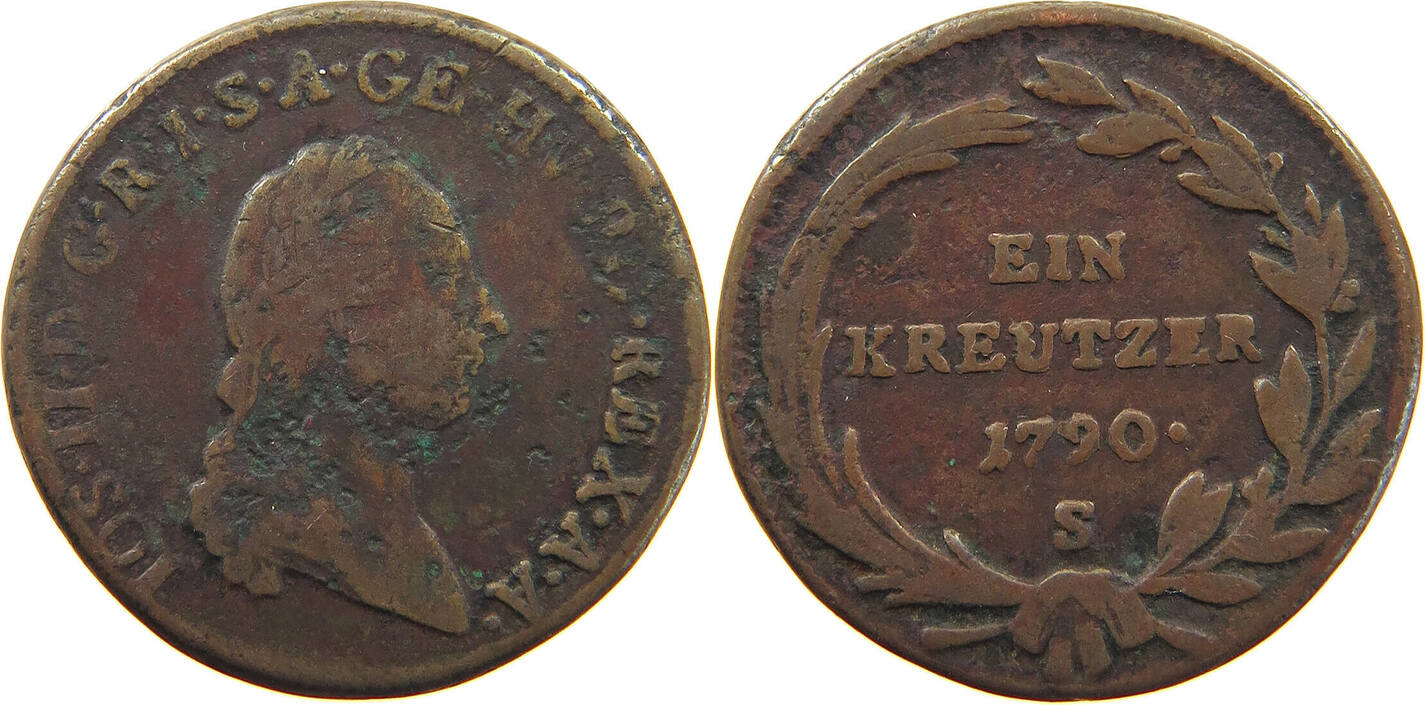 IOS·II·D·G·R·I·S·A·GE· REX·A·A·
EIN
KREUTZER
1790·
S